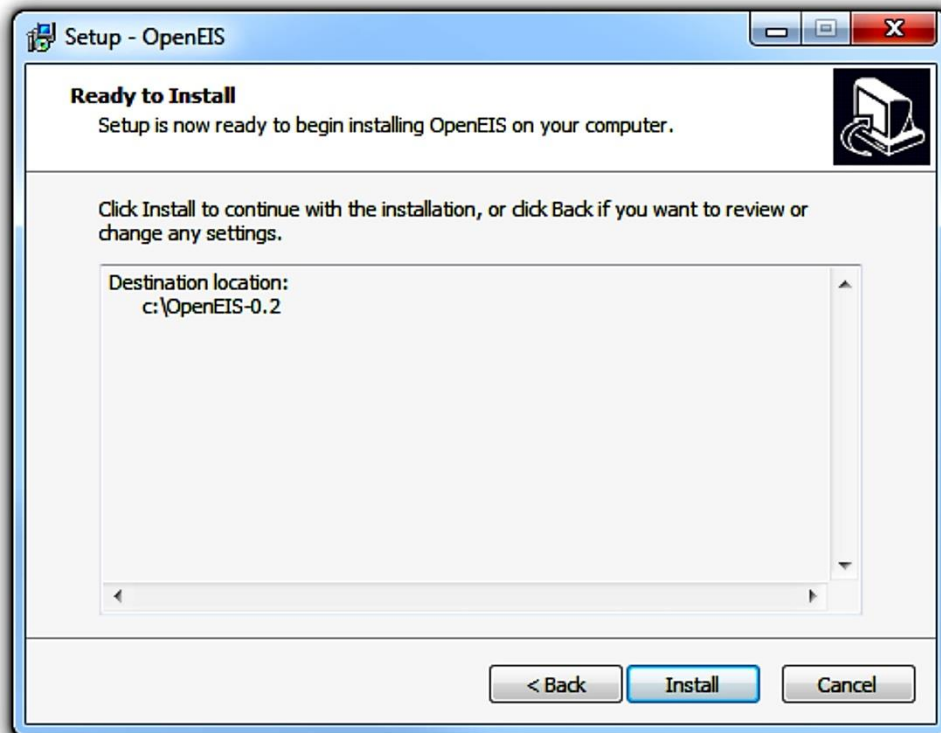 Setup - OpenEIS
Ready to Install
Setup is now ready to begin installing OpenEIS on your computer.
Click Install to continue with the installation, or click Back if you want to review or
change any settings.
Destination location:
c:\OpenEIS-0.2
< Back
Install
Cancel